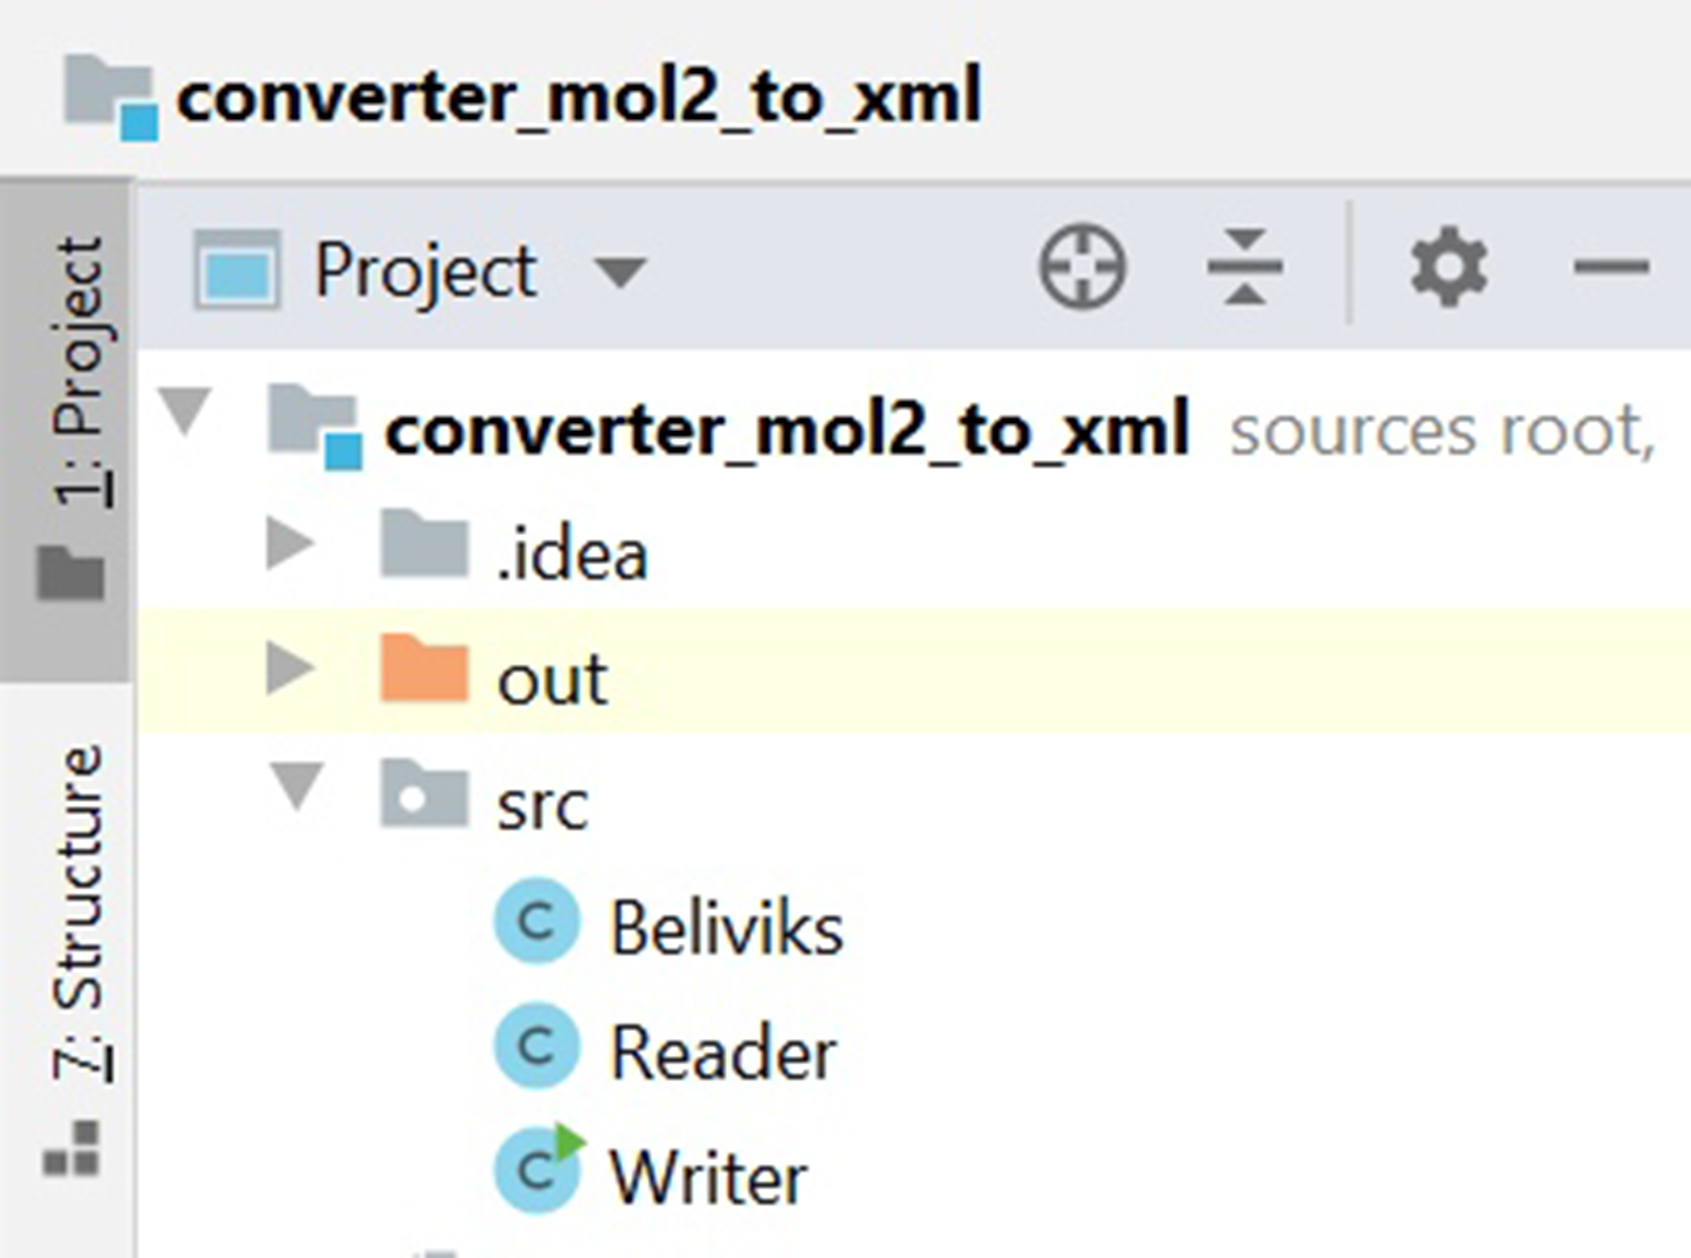 converter_mol2_to_xml
1: Project
7: Structure
Project
converter_mol2_to_xml sources root,
.idea
out
src
C Beliviks
C Reader
C Writer